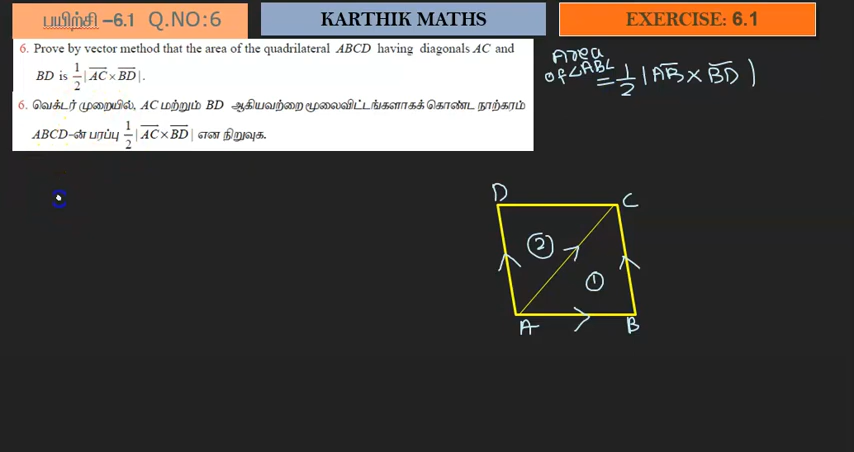 பயிற்சி –6.1 Q.NO:6
KARTHIK MATHS
EXERCISE: 6.1
6. Prove by vector method that the area of the quadrilateral ABCD having diagonals AC and
BD is 1/2 |AC × BD|.
6. வெக்டர் முறையில், AC மற்றும் BD ஆகியவற்றை மூலைவிட்டங்களாகக் கொண்ட நாற்கரம்
ABCD-ன் பரப்பு 1/2 |AC × BD| என நிறுவுக.
Area
of ∠ABC
= 1/2 |AB × BD|
D
C
②
①
A
B